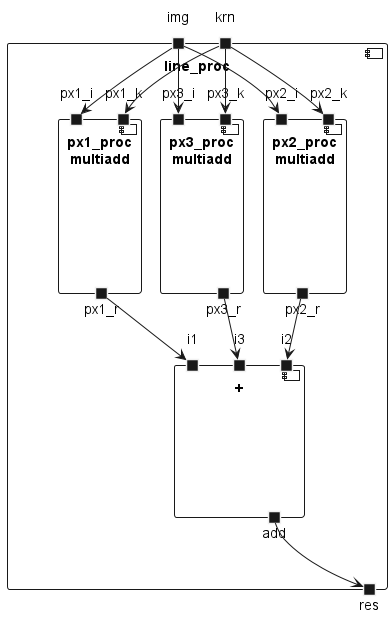 img krn
line_proc
px1_i px1_k px3_i px3_k px2_i px2_k
px1_proc px3_proc px2_proc
multiadd multiadd multiadd
px1_r px3_r px2_r
i1 i3 i2
+
add
res